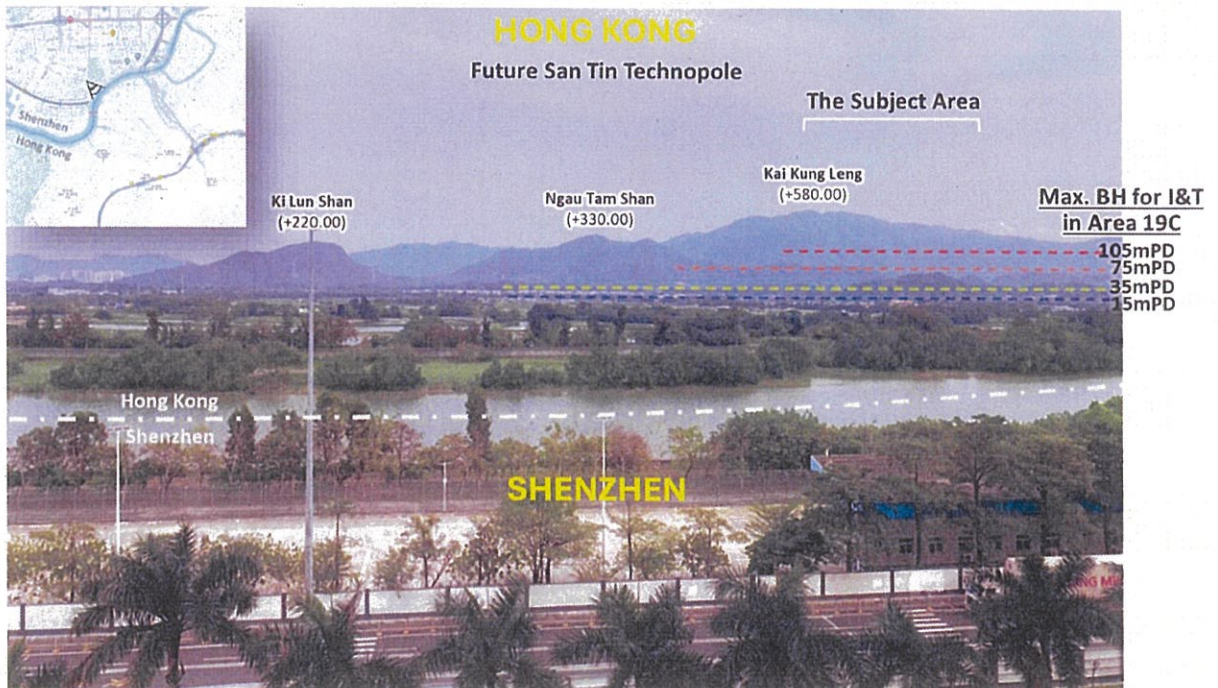 HONG KONG
Future San Tin Technopole
The Subject Area
Shenzhen
Hong Kong
Ki Lun Shan
(+220.00)
Ngau Tam Shan
(+330.00)
Kai Kung Leng
(+580.00)
Max. BH for I&T
in Area 19C
105mPD
75mPD
35mPD
15mPD
Hong Kong
Shenzhen
SHENZHEN